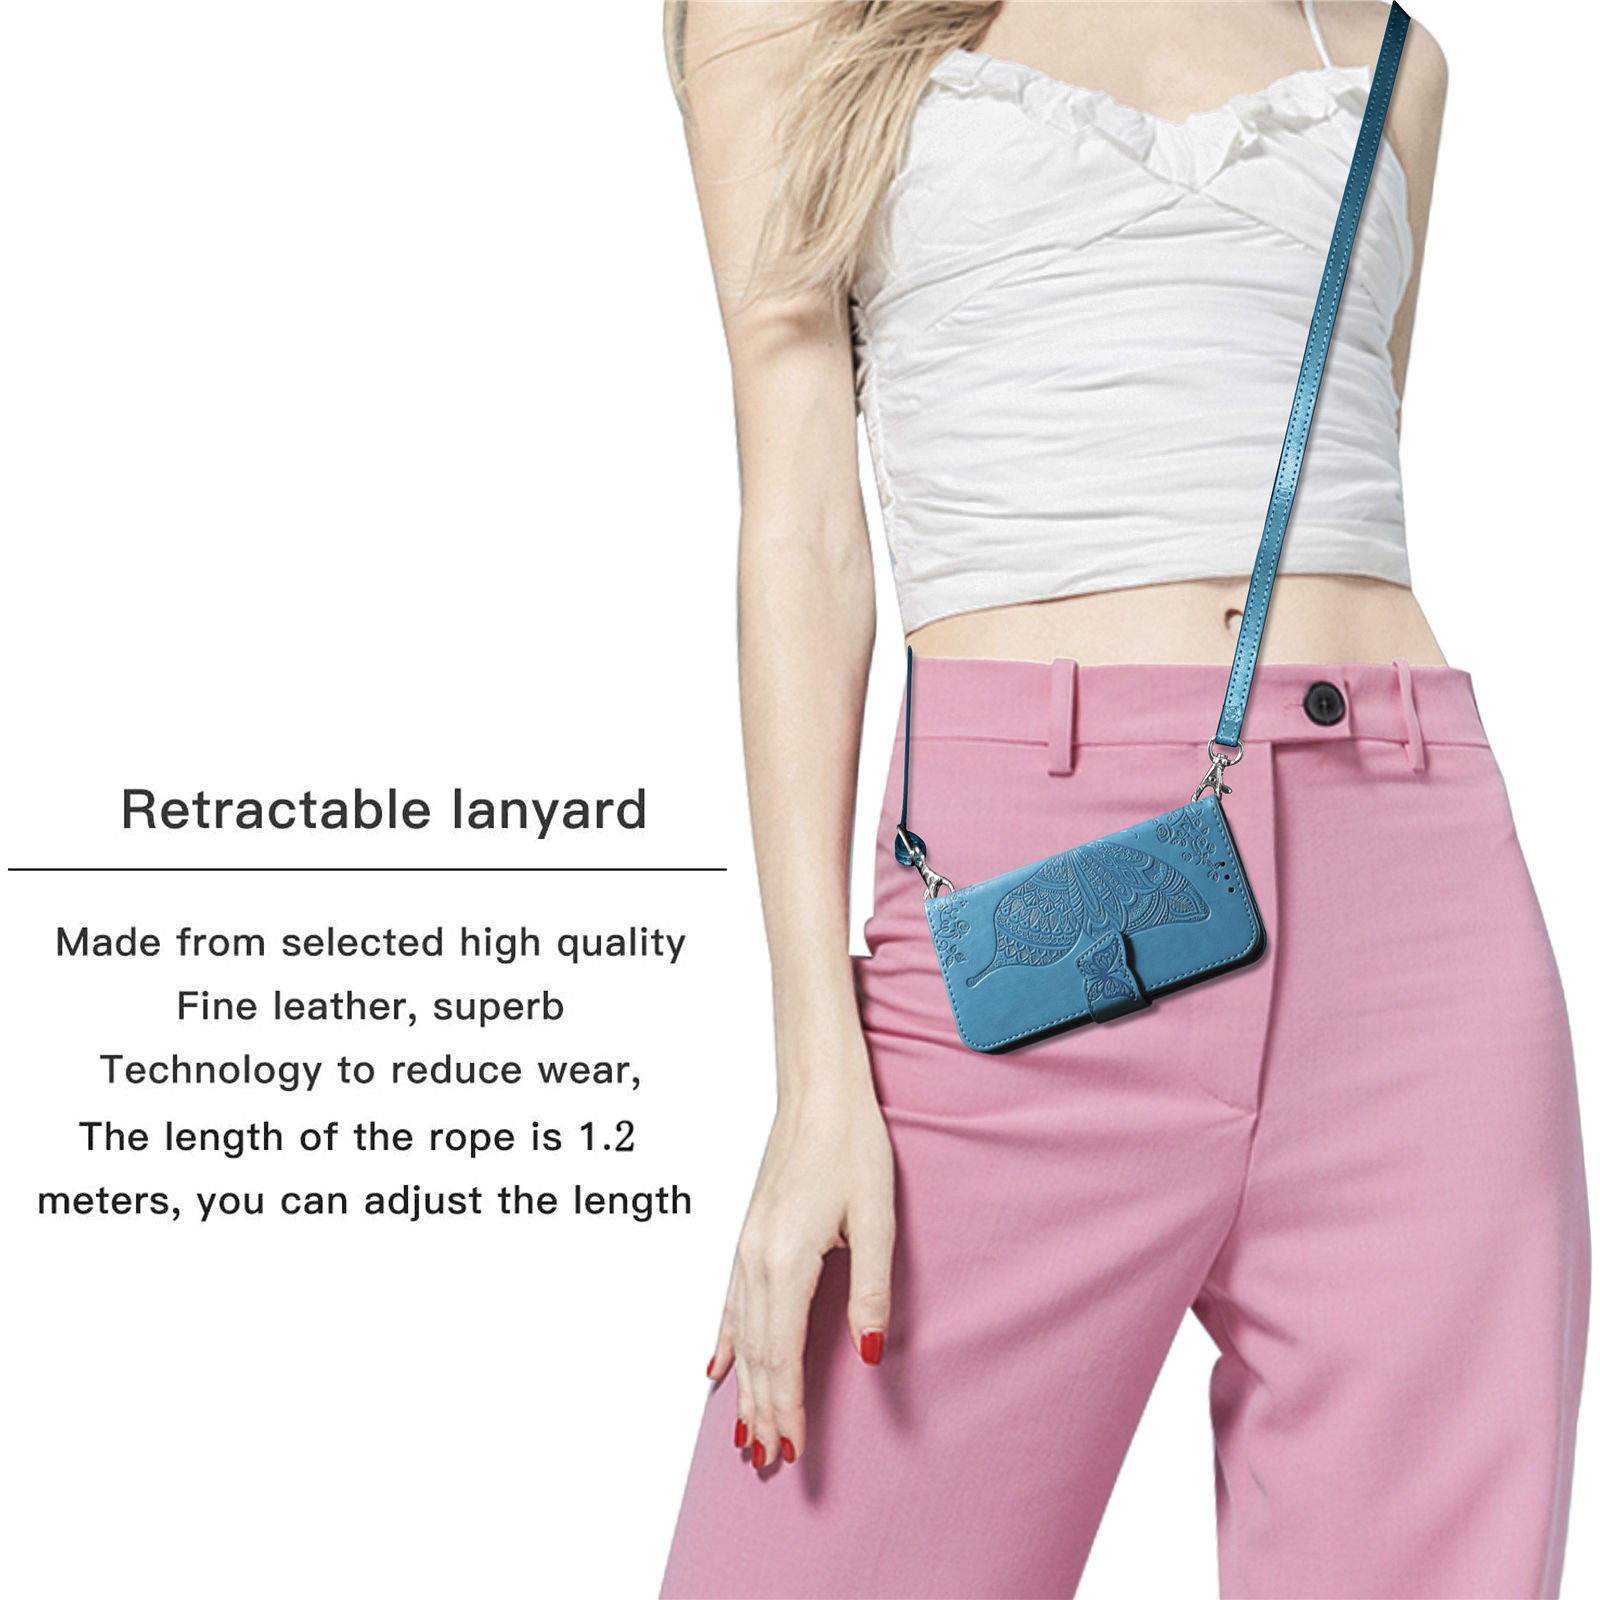 Retractable lanyard
Made from selected high quality
Fine leather, superb
Technology to reduce wear,
The length of the rope is 1.2
meters, you can adjust the length